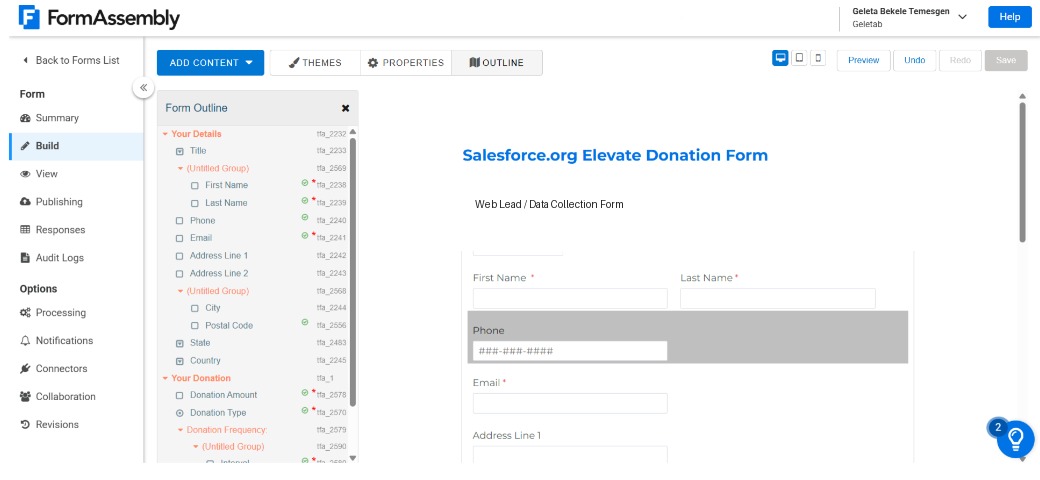 FormAssembly
Geleta Bekele Temesgen
Geletab
Help
Back to Forms List
ADD CONTENT
THEMES
PROPERTIES
OUTLINE
Preview
Undo
Redo
Save
Form
Summary
Build
View
Publishing
Responses
Audit Logs
Options
Processing
Notifications
Connectors
Collaboration
Revisions
Form Outline
Your Details tfa_2232
Title tfa_2233
(Untitled Group) tfa_2569
First Name * tfa_2238
Last Name * tfa_2239
Phone tfa_2240
Email * tfa_2241
Address Line 1 tfa_2242
Address Line 2 tfa_2243
(Untitled Group) tfa_2568
City tfa_2244
Postal Code tfa_2556
State tfa_2483
Country tfa_2245
Your Donation tfa_1
Donation Amount * tfa_2578
Donation Type * tfa_2570
Donation Frequency: tfa_2579
(Untitled Group) tfa_2590
Interval *
Salesforce.org Elevate Donation Form
Web Lead / Data Collection Form
First Name * Last Name *
Phone
###-###-####
Email *
Address Line 1
2